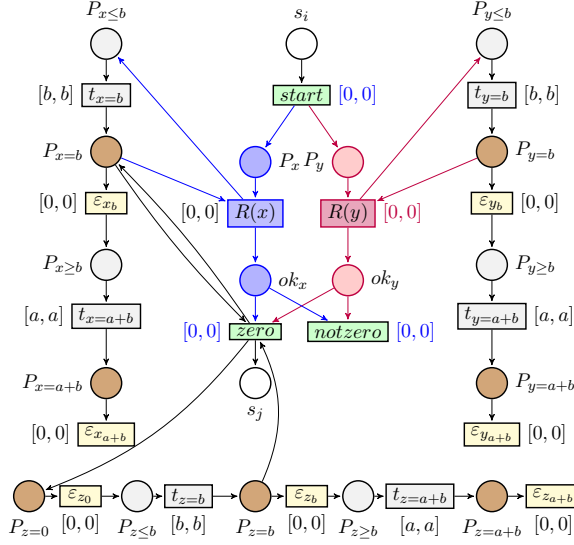 P_{x≤b} s_i P_{y≤b}
[b, b] t_{x=b} start [0, 0] t_{y=b} [b, b]
P_{x=b} P_x P_y P_{y=b}
[0, 0] ε_{x_b} [0, 0] R(x) R(y) [0, 0] ε_{y_b} [0, 0]
P_{x≥b} ok_x ok_y P_{y≥b}
[a, a] t_{x=a+b} [0, 0] zero notzero [0, 0] t_{y=a+b} [a, a]
P_{x=a+b} s_j P_{y=a+b}
[0, 0] ε_{x_{a+b}} ε_{y_{a+b}} [0, 0]
ε_{z_0} t_{z=b} ε_{z_b} t_{z=a+b} ε_{z_{a+b}}
P_{z=0} [0, 0] P_{z≤b} [b, b] P_{z=b} [0, 0] P_{z≥b} [a, a] P_{z=a+b} [0, 0]